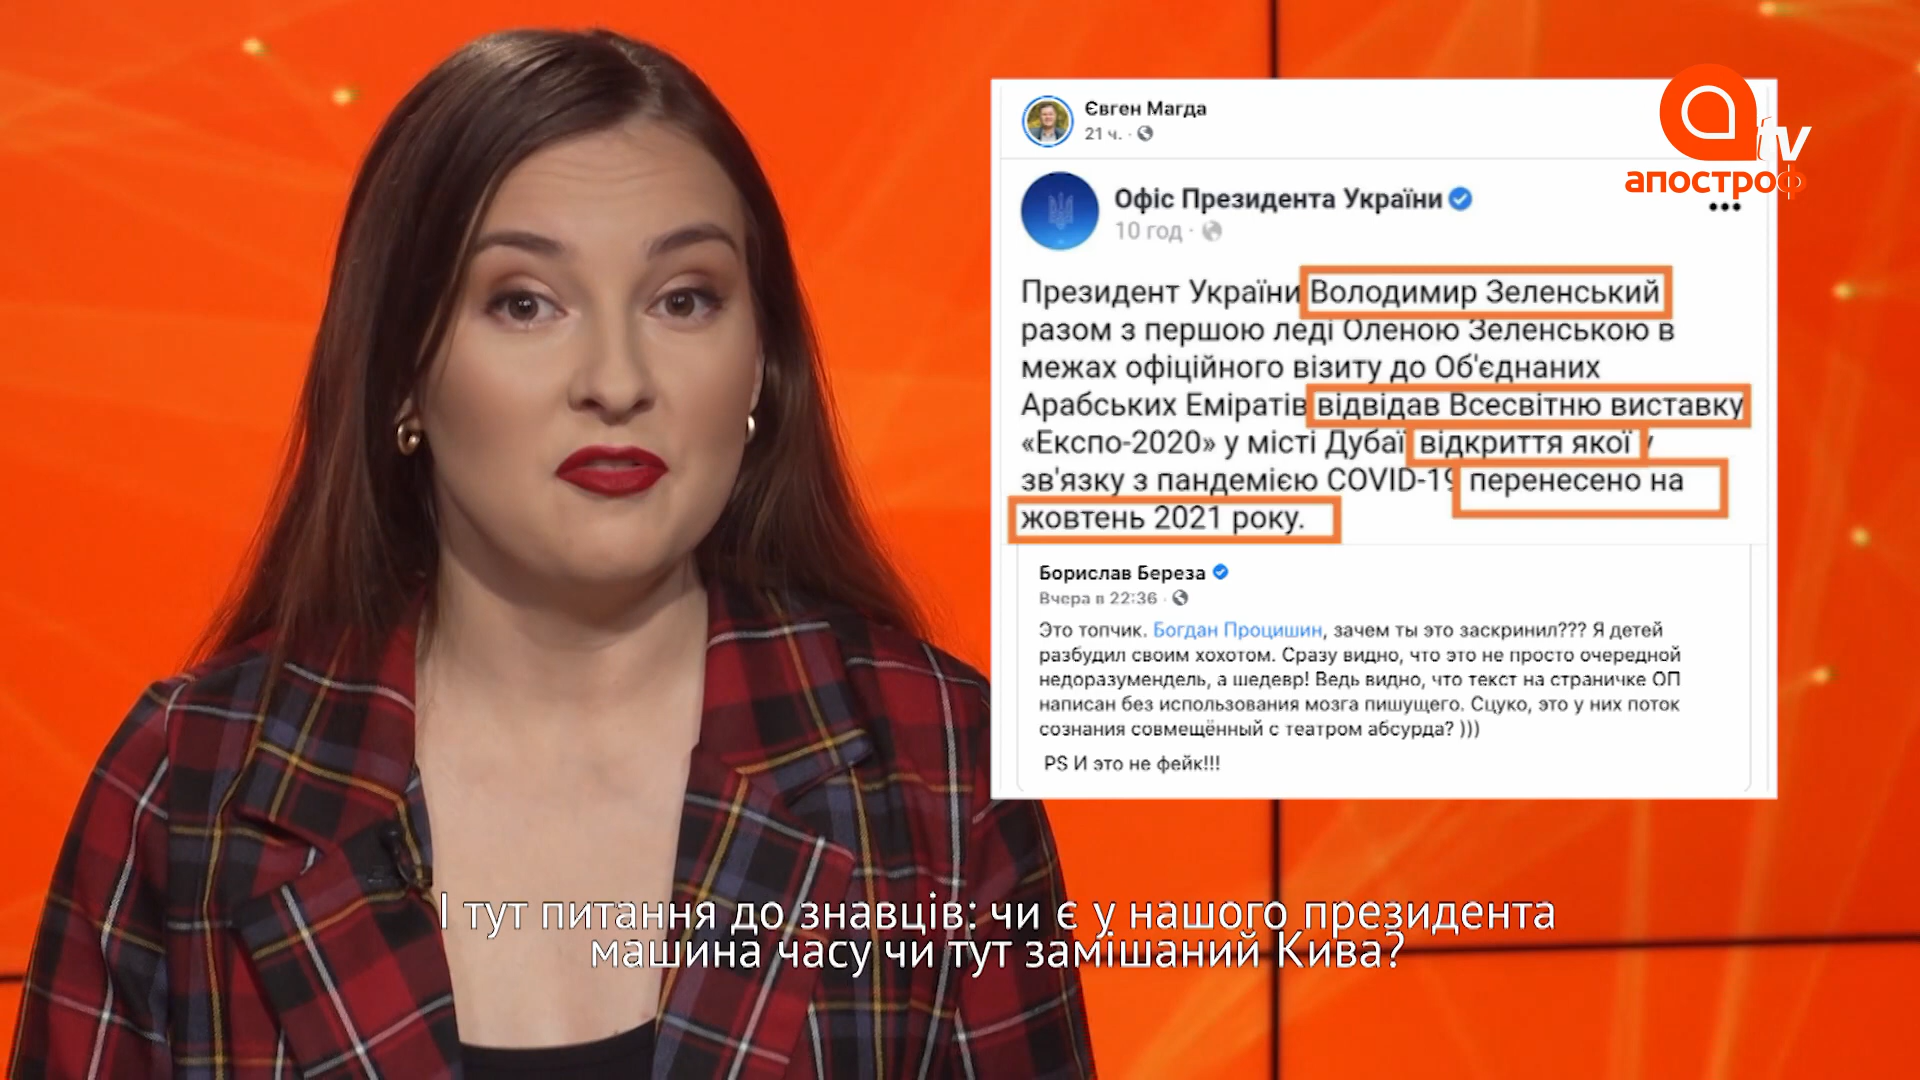 Євген Магда
21 ч. ·
tv
апостроф
Офіс Президента України
10 год ·
Президент України Володимир Зеленський
разом з першою леді Оленою Зеленською в
межах офіційного візиту до Об'єднаних
Арабських Еміратів відвідав Всесвітню виставку
«Експо-2020» у місті Дубаї відкриття якої у
зв'язку з пандемією COVID-19 перенесено на
жовтень 2021 року.
Борислав Береза
Вчера в 22:36 ·
Это топчик. Богдан Процишин, зачем ты это заскринил??? Я детей
разбудил своим хохотом. Сразу видно, что это не просто очередной
недоразумендель, а шедевр! Ведь видно, что текст на страничке ОП
написан без использования мозга пишущего. Сцуко, это у них поток
сознания совмещённый с театром абсурда? )))
PS И это не фейк!!!
І тут питання до знавців: чи є у нашого президента
машина часу чи тут замішаний Кива?